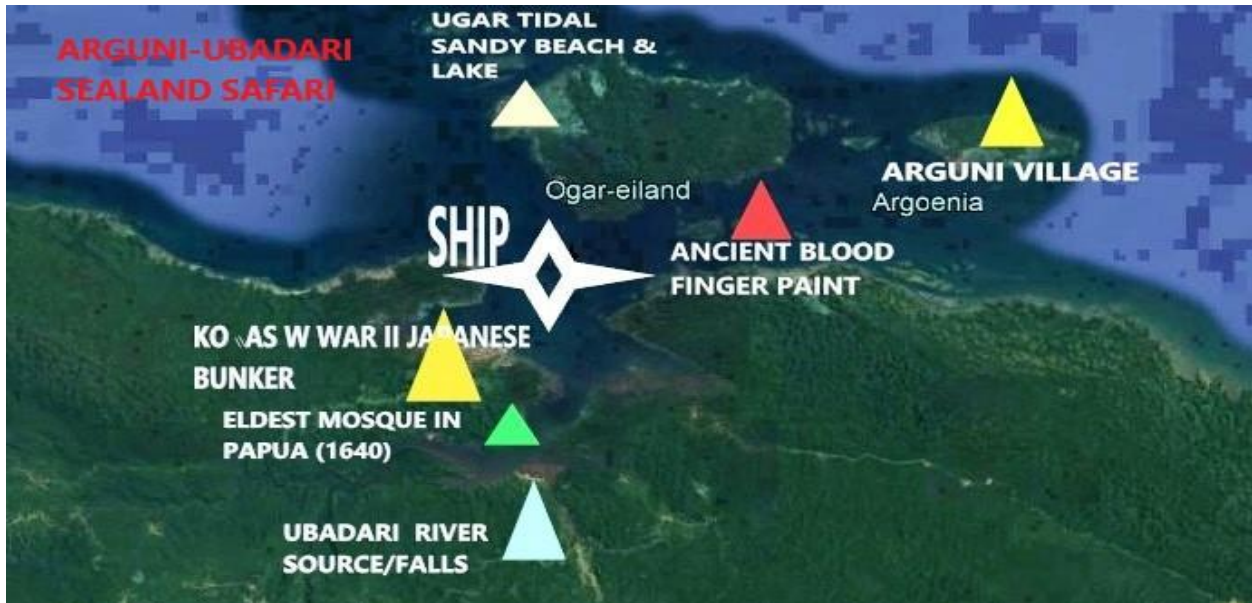 ARGUNI-UBADARI
SEALAND SAFARI
UGAR TIDAL
SANDY BEACH &
LAKE
ARGUNI VILLAGE
Ogar-eiland
Argoenia
SHIP
ANCIENT BLOOD
FINGER PAINT
W WAR II JAPANESE
BUNKER
ELDEST MOSQUE IN
PAPUA (1640)
UBADARI RIVER
SOURCE/FALLS